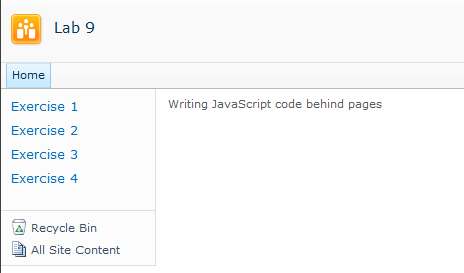 Lab 9
Home
Exercise 1
Exercise 2
Exercise 3
Exercise 4
Writing JavaScript code behind pages
Recycle Bin
All Site Content